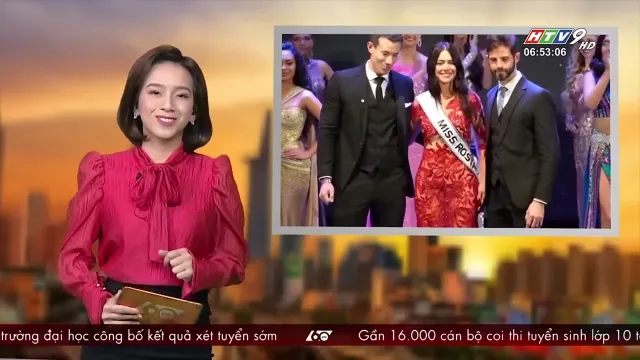 HTV9 HD
06:53:06
MISS ROS
trường đại học công bố kết quả xét tuyển sớm 60 Gần 16.000 cán bộ coi thi tuyển sinh lớp 10 t